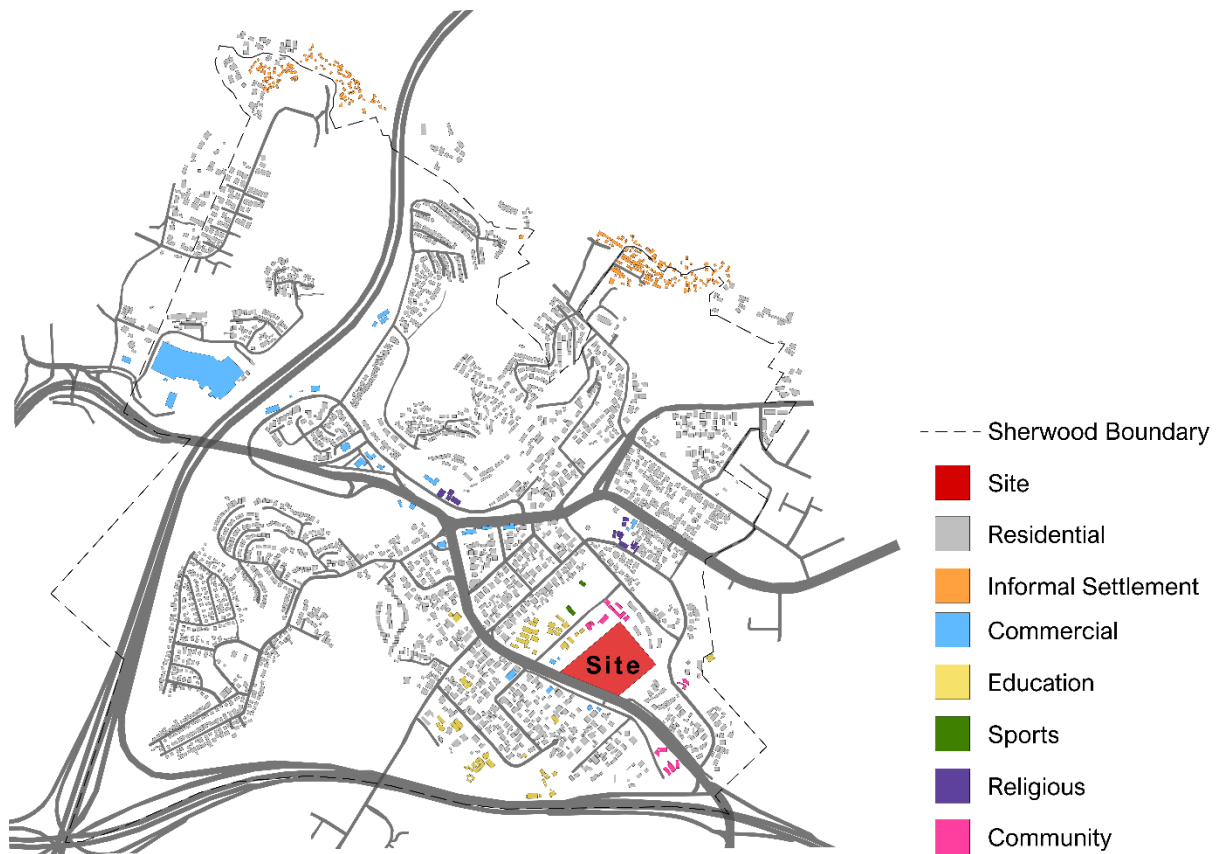 Site
Sherwood Boundary
Site
Residential
Informal Settlement
Commercial
Education
Sports
Religious
Community